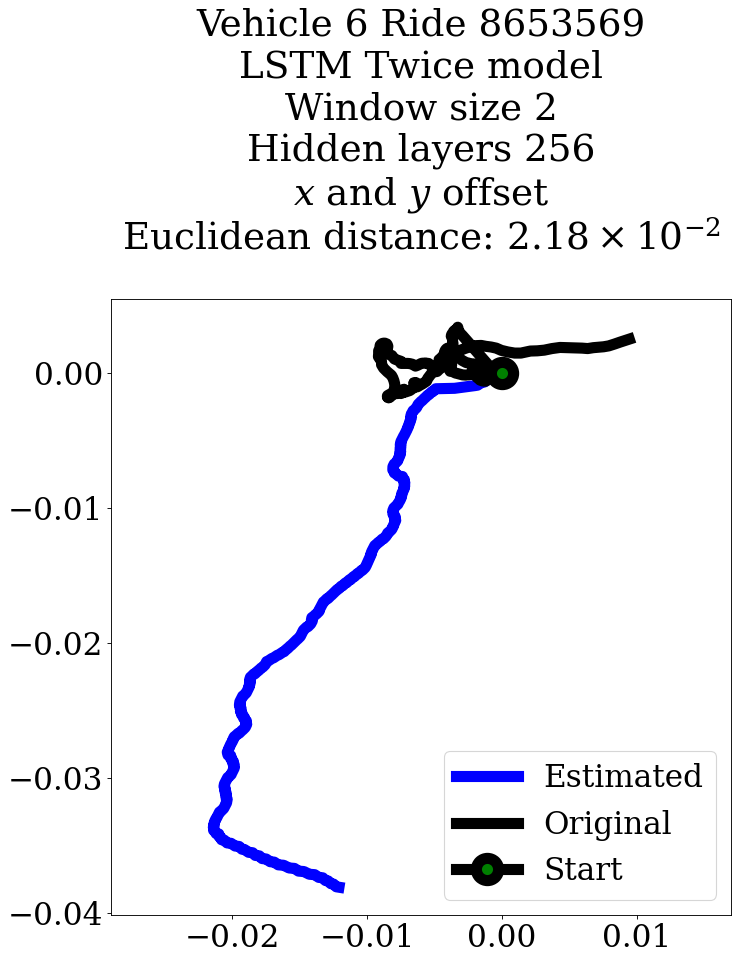 Vehicle 6 Ride 8653569
LSTM Twice model
Window size 2
Hidden layers 256
x and y offset
Euclidean distance: 2.18 × 10⁻²
0.00
−0.01
−0.02
−0.03
−0.04
Estimated
Original
Start
−0.02 −0.01 0.00 0.01